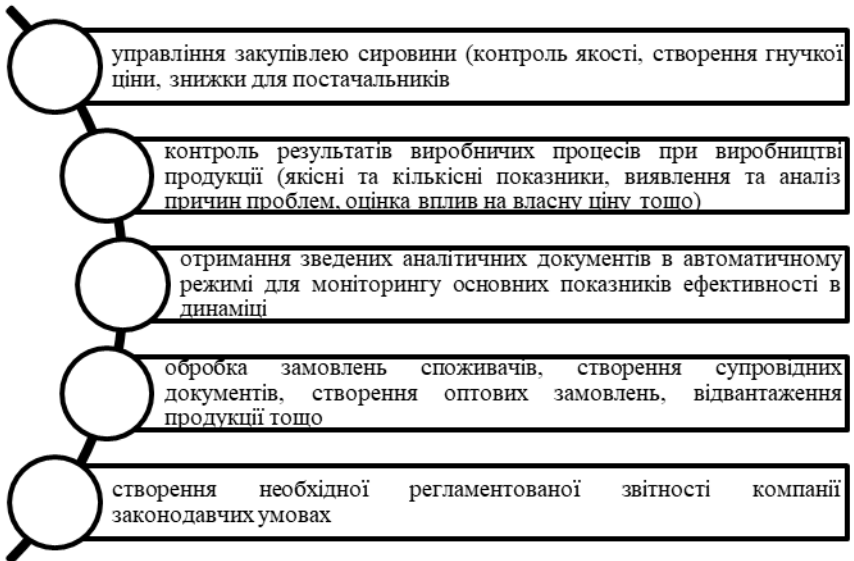 управління закупівлею сировини (контроль якості, створення гнучкої
ціни, знижки для постачальників
контроль результатів виробничих процесів при виробництві
продукції (якісні та кількісні показники, виявлення та аналіз
причин проблем, оцінка вплив на власну ціну тощо)
отримання зведених аналітичних документів в автоматичному
режимі для моніторингу основних показників ефективності в
динаміці
обробка замовлень споживачів, створення супровідних
документів, створення оптових замовлень, відвантаження
продукції тощо
створення необхідної регламентованої звітності компанії
законодавчих умовах